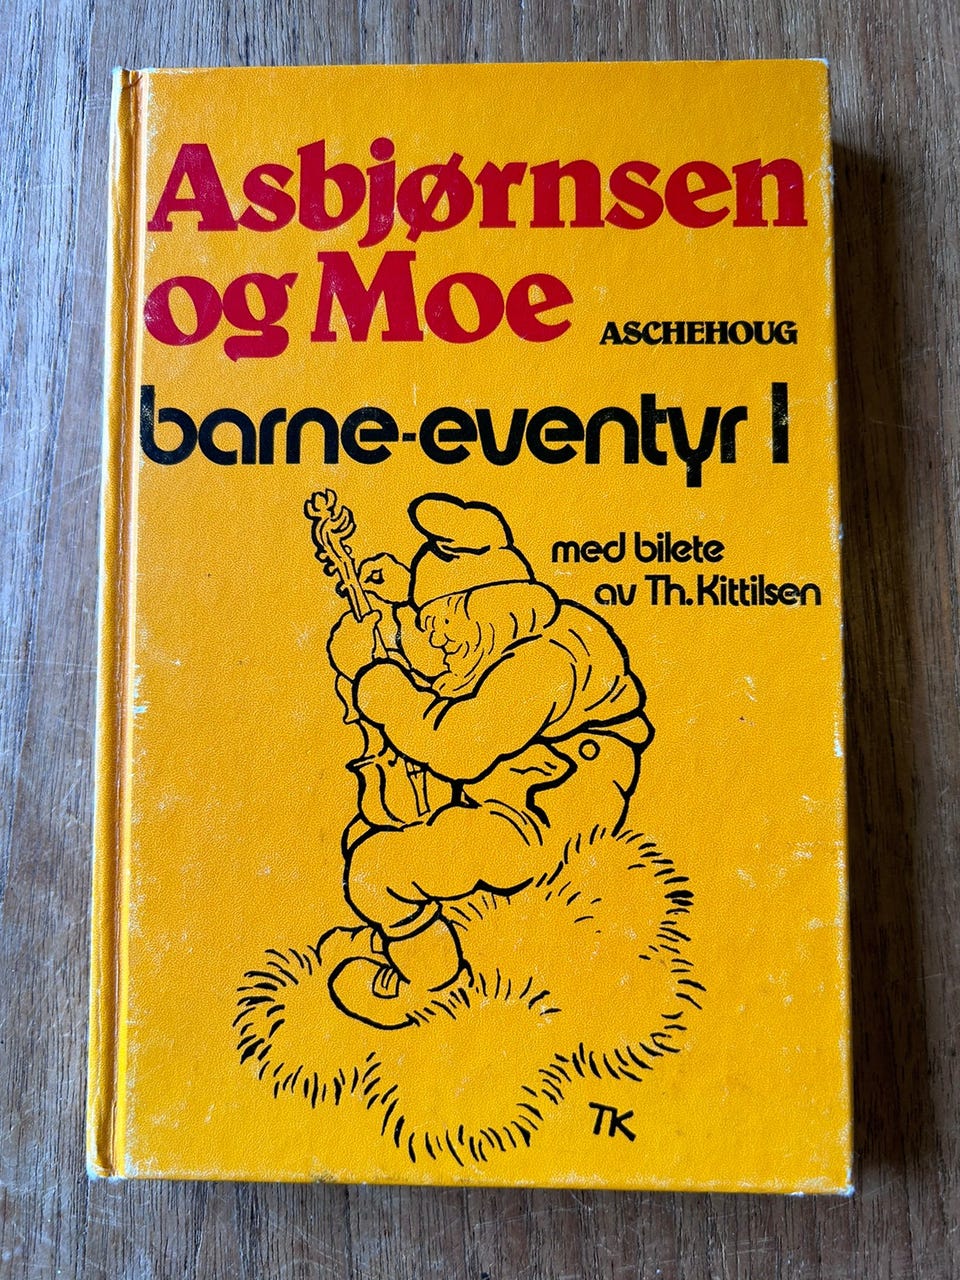 Asbjørnsen
og Moe
ASCHEHOUG
barne-eventyr I
med bilete
av Th. Kittilsen
TK